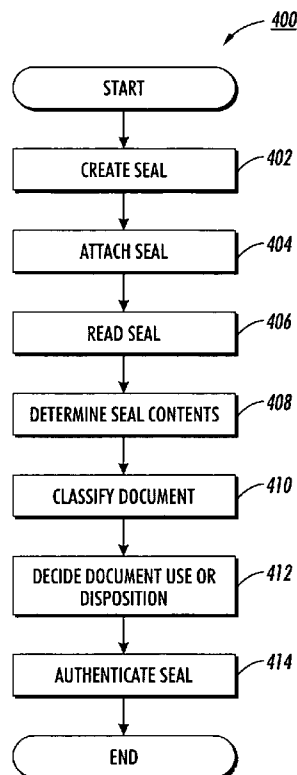 400
START
CREATE SEAL 402
ATTACH SEAL 404
READ SEAL 406
DETERMINE SEAL CONTENTS 408
CLASSIFY DOCUMENT 410
DECIDE DOCUMENT USE OR
DISPOSITION 412
AUTHENTICATE SEAL 414
END